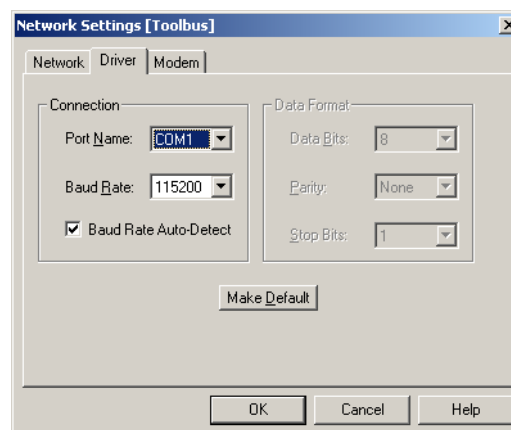 Network Settings [Toolbus]
Network Driver Modem
Connection
Port Name: COM1
Baud Rate: 115200
Baud Rate Auto-Detect
Data Format
Data Bits: 8
Parity: None
Stop Bits: 1
Make Default
OK Cancel Help